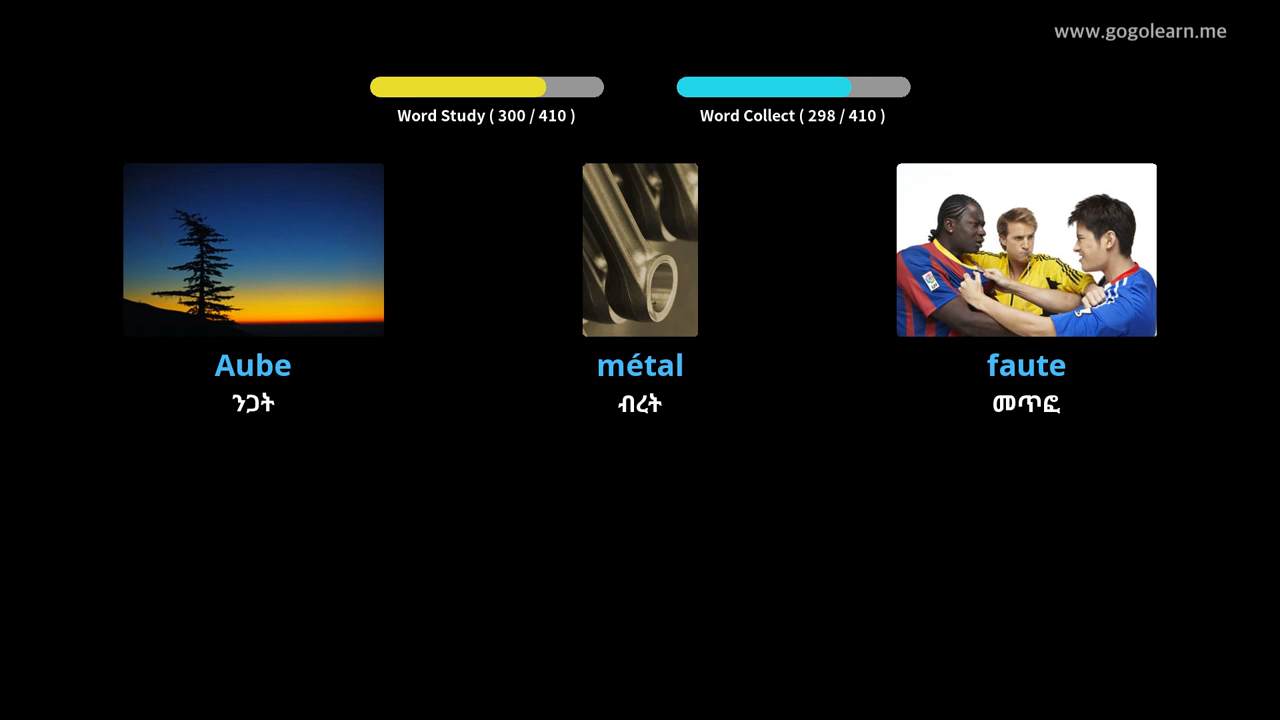 www.gogolearn.me
Word Study ( 300 / 410 )
Word Collect ( 298 / 410 )
Aube
métal
faute
ንጋት
ብረት
መጥፎ